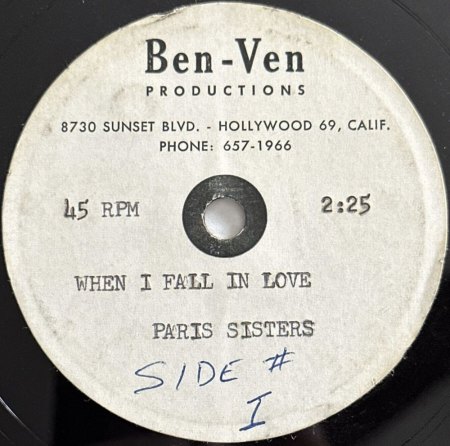 Ben-Ven
PRODUCTIONS
8730 SUNSET BLVD. - HOLLYWOOD 69, CALIF.
PHONE: 657-1966
45 RPM 2:25
WHEN I FALL IN LOVE
PARIS SISTERS
SIDE #
I